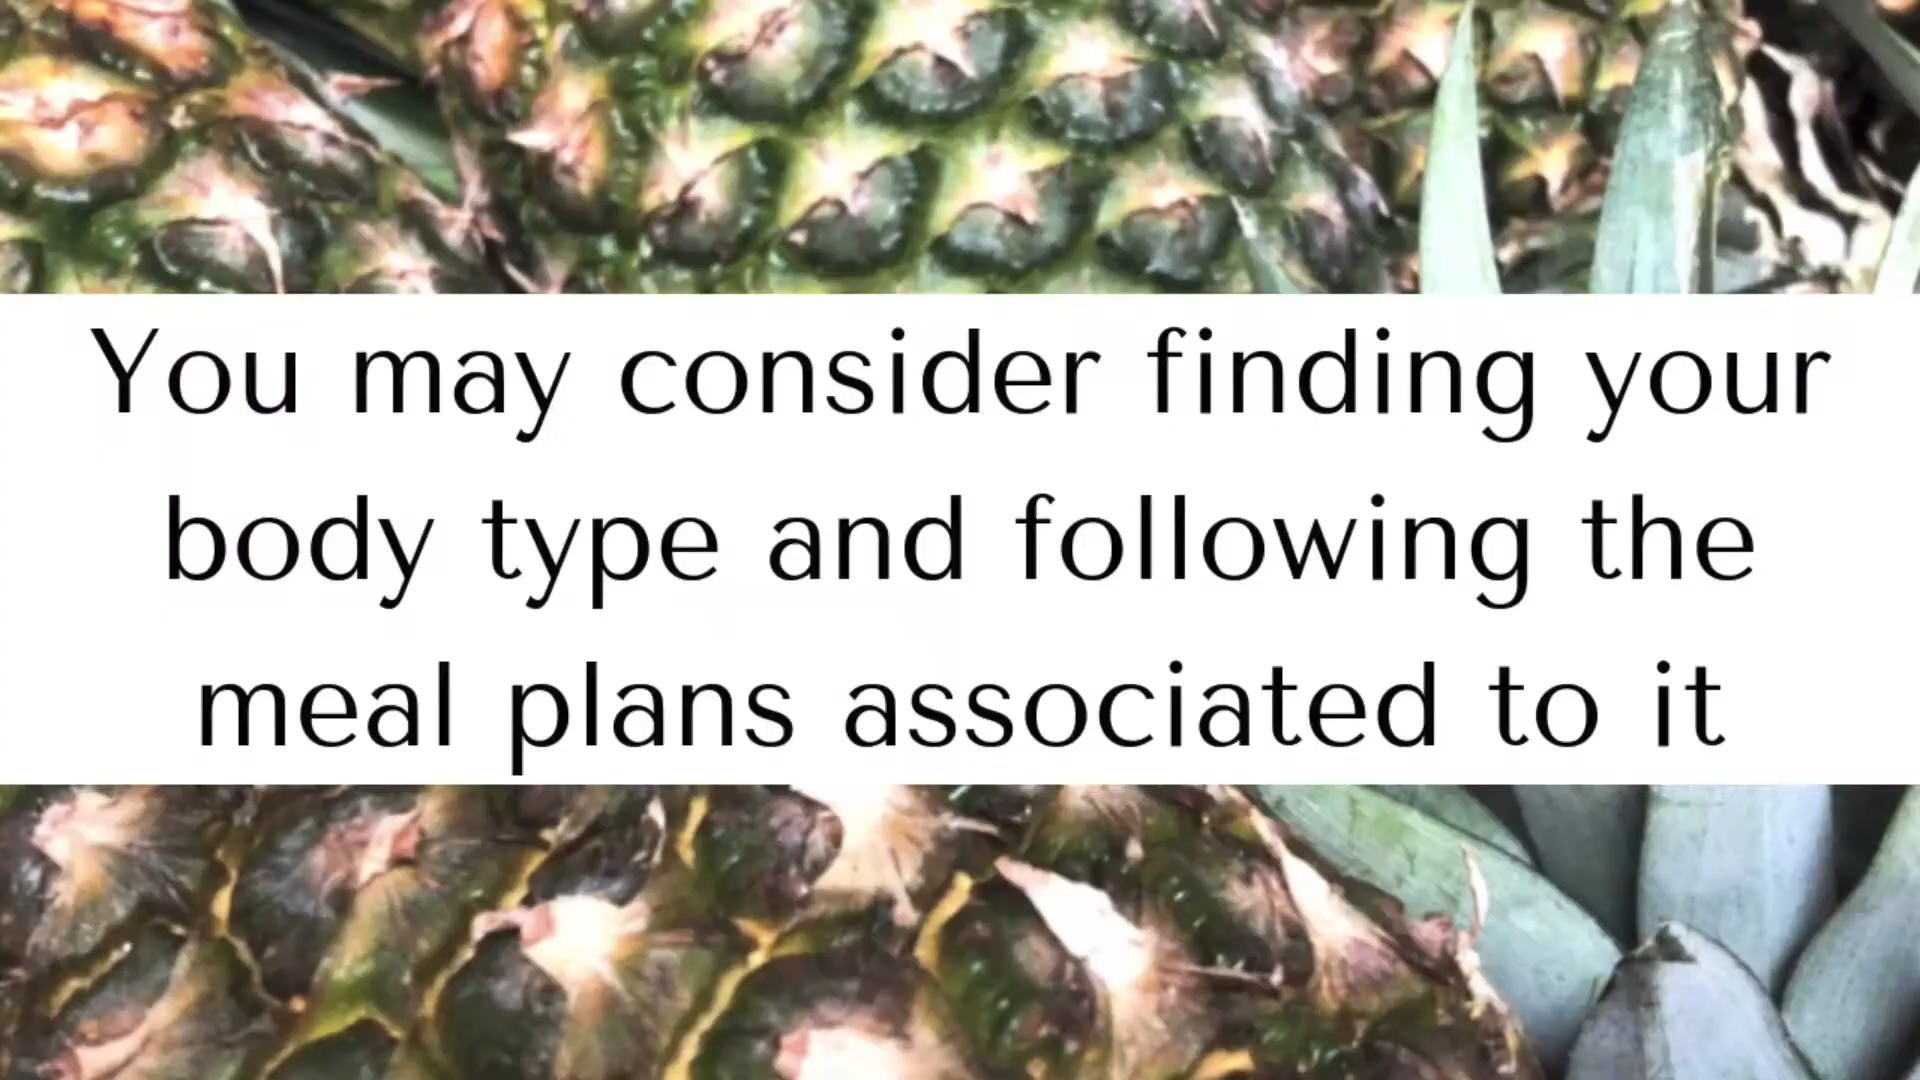 You may consider finding your
body type and following the
meal plans associated to it